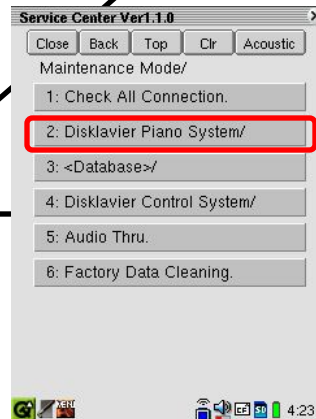 Service Center Ver1.1.0
Close Back Top Clr Acoustic
Maintenance Mode/
1: Check All Connection.
2: Disklavier Piano System/
3: <Database>/
4: Disklavier Control System/
5: Audio Thru.
6: Factory Data Cleaning.
4:23